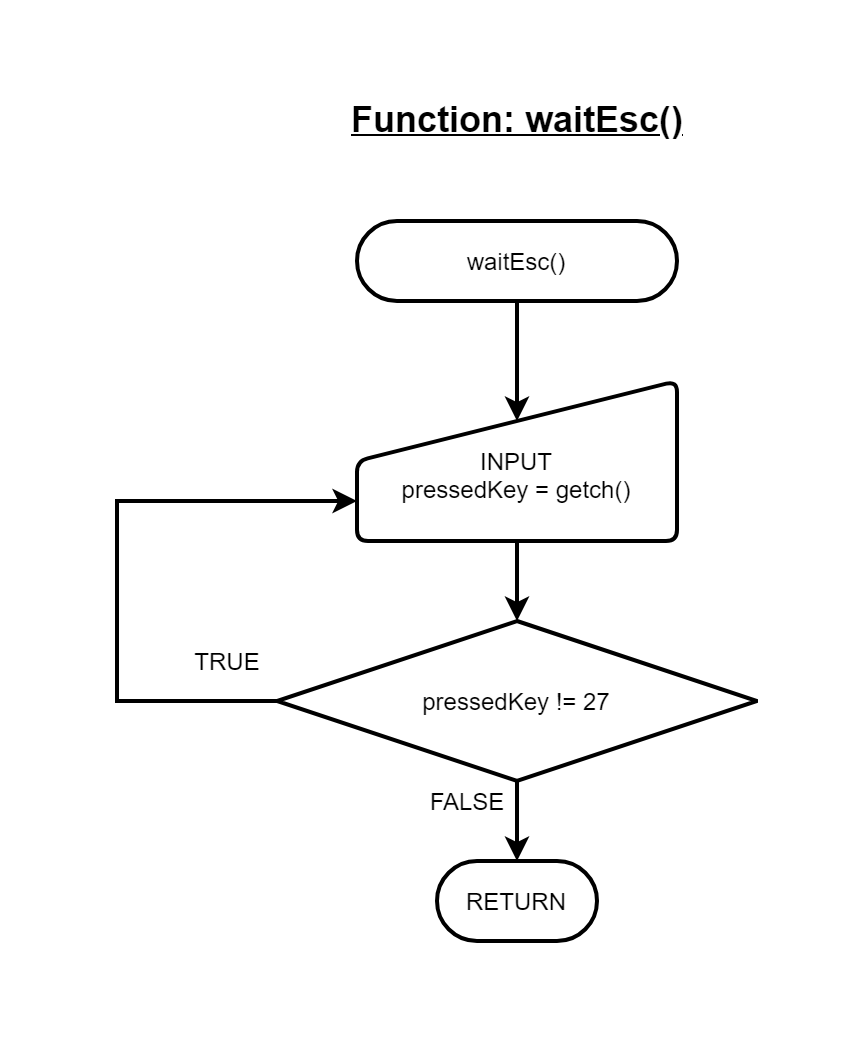 Function: waitEsc()
waitEsc()
INPUT
pressedKey = getch()
TRUE
pressedKey != 27
FALSE
RETURN